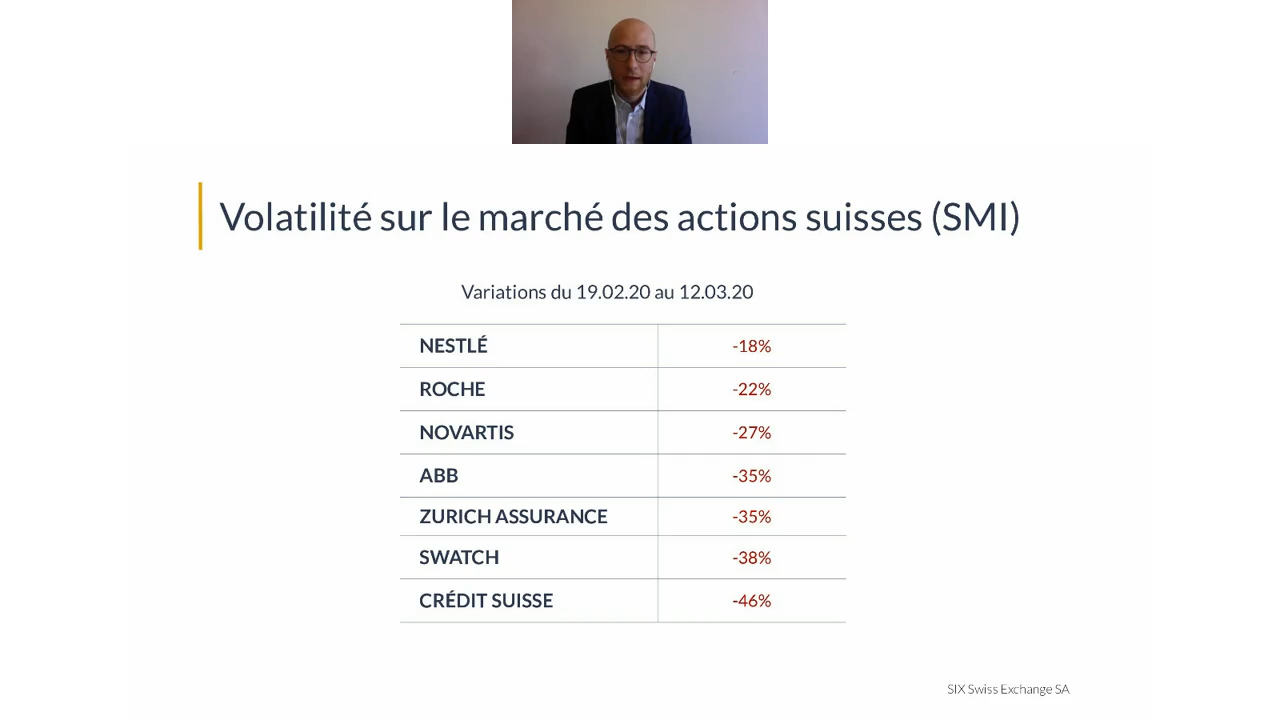 Volatilité sur le marché des actions suisses (SMI)
Variations du 19.02.20 au 12.03.20
NESTLÉ -18%
ROCHE -22%
NOVARTIS -27%
ABB -35%
ZURICH ASSURANCE -35%
SWATCH -38%
CRÉDIT SUISSE -46%
SIX Swiss Exchange SA